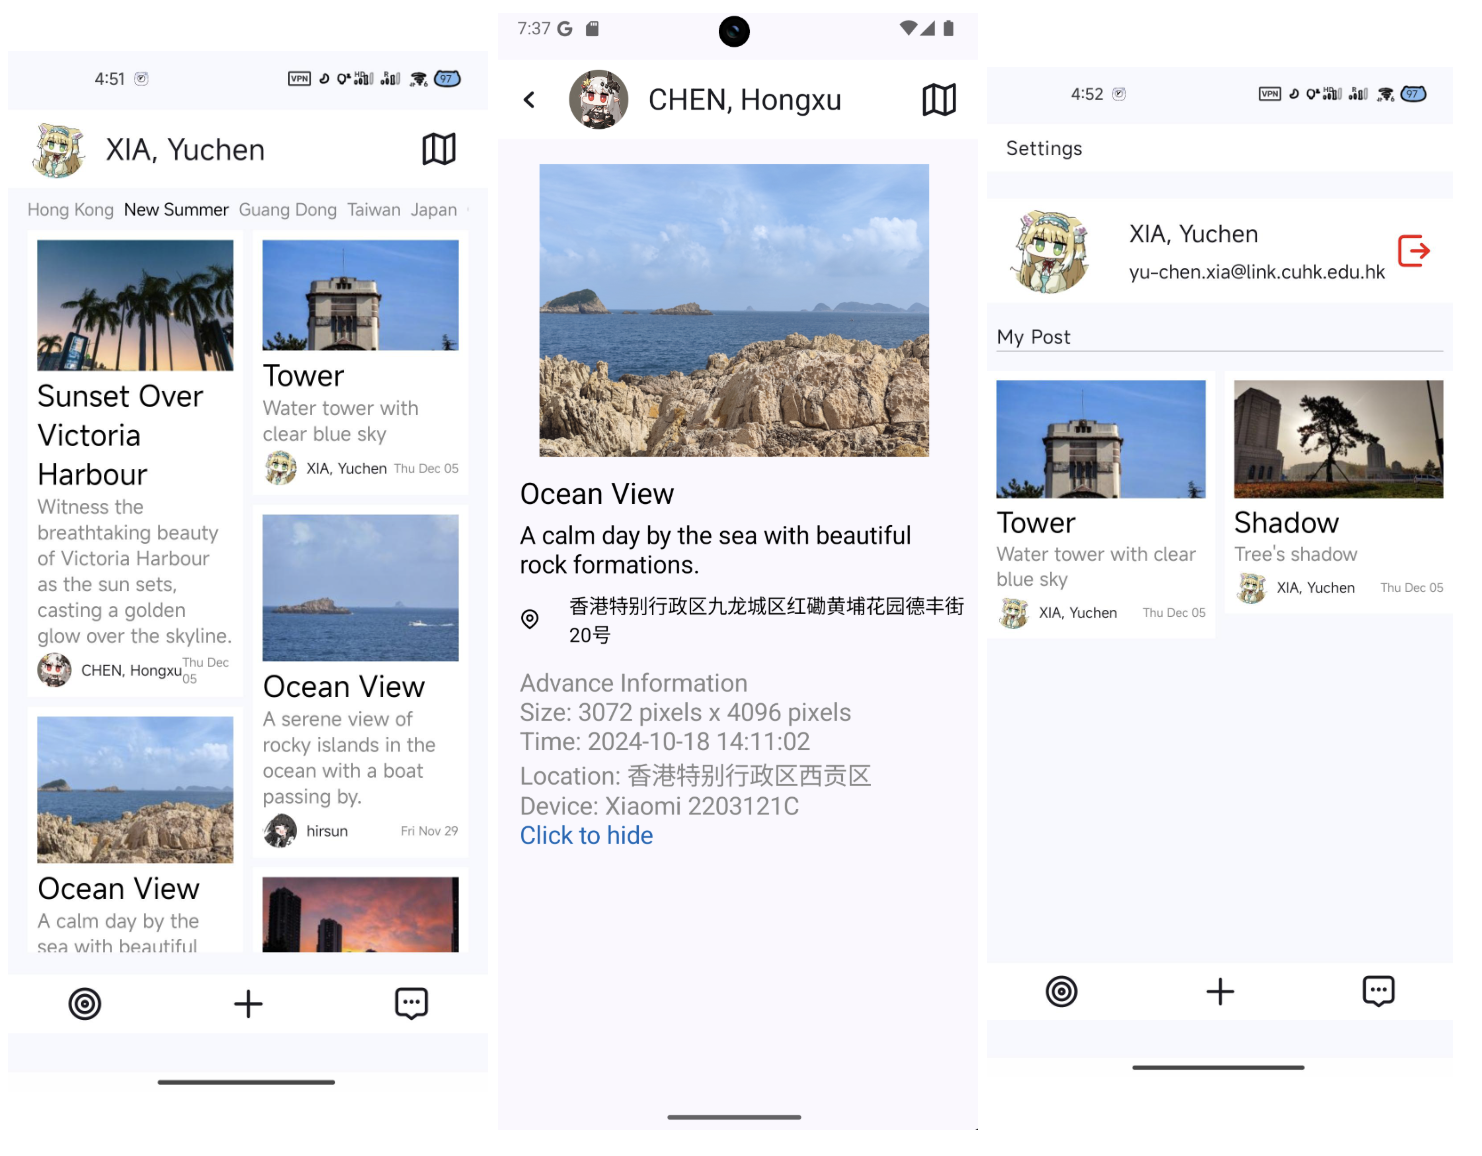 4:51
VPN
HD
R
97
XIA, Yuchen
Hong Kong New Summer Guang Dong Taiwan Japan
Sunset Over
Victoria
Harbour
Witness the
breathtaking beauty
of Victoria Harbour
as the sun sets,
casting a golden
glow over the skyline.
CHEN, Hongxu Thu Dec
05
Ocean View
A calm day by the
sea with beautiful
Tower
Water tower with
clear blue sky
XIA, Yuchen Thu Dec 05
Ocean View
A serene view of
rocky islands in the
ocean with a boat
passing by.
hirsun Fri Nov 29
7:37 G
CHEN, Hongxu
Ocean View
A calm day by the sea with beautiful
rock formations.
香港特别行政区九龙城区红磡黄埔花园德丰街
20号
Advance Information
Size: 3072 pixels x 4096 pixels
Time: 2024-10-18 14:11:02
Location: 香港特别行政区西贡区
Device: Xiaomi 2203121C
Click to hide
4:52
VPN
HD
R
97
Settings
XIA, Yuchen
yu-chen.xia@link.cuhk.edu.hk
My Post
Tower
Water tower with clear
blue sky
XIA, Yuchen Thu Dec 05
Shadow
Tree's shadow
XIA, Yuchen Thu Dec 05